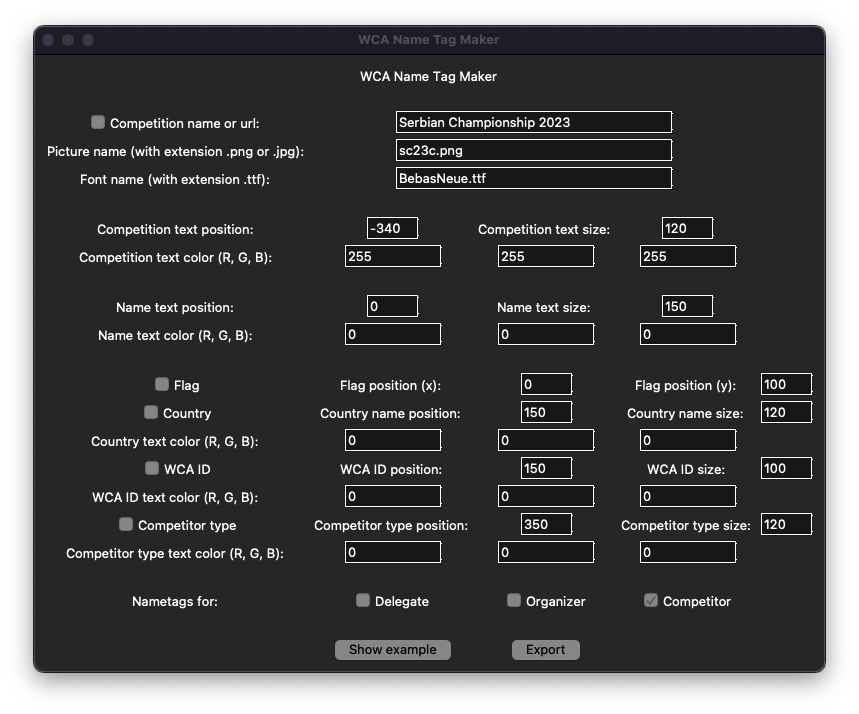 WCA Name Tag Maker
WCA Name Tag Maker
Competition name or url: Serbian Championship 2023
Picture name (with extension .png or .jpg): sc23c.png
Font name (with extension .ttf): BebasNeue.ttf
Competition text position: -340 Competition text size: 120
Competition text color (R, G, B): 255 255 255
Name text position: 0 Name text size: 150
Name text color (R, G, B): 0 0 0
Flag Flag position (x): 0 Flag position (y): 100
Country Country name position: 150 Country name size: 120
Country text color (R, G, B): 0 0 0
WCA ID WCA ID position: 150 WCA ID size: 100
WCA ID text color (R, G, B): 0 0 0
Competitor type Competitor type position: 350 Competitor type size: 120
Competitor type text color (R, G, B): 0 0 0
Nametags for: Delegate Organizer Competitor
Show example Export